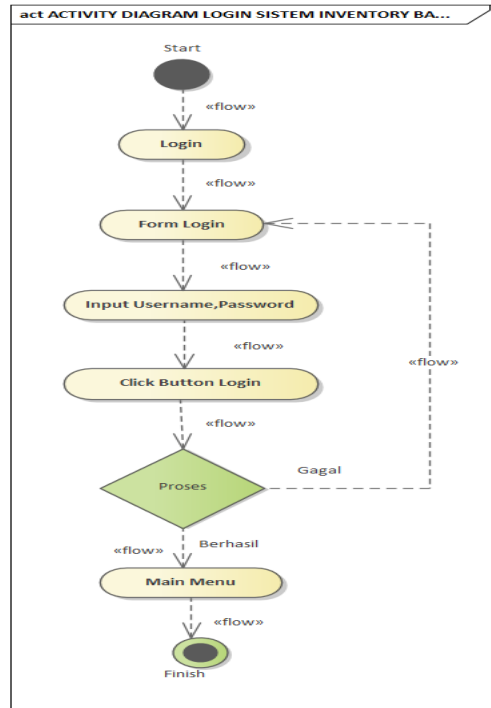 act ACTIVITY DIAGRAM LOGIN SISTEM INVENTORY BA...
Start
«flow»
Login
«flow»
Form Login
«flow»
Input Username,Password
«flow»
«flow»
Click Button Login
«flow»
Gagal
Proses
Berhasil
«flow»
Main Menu
«flow»
Finish